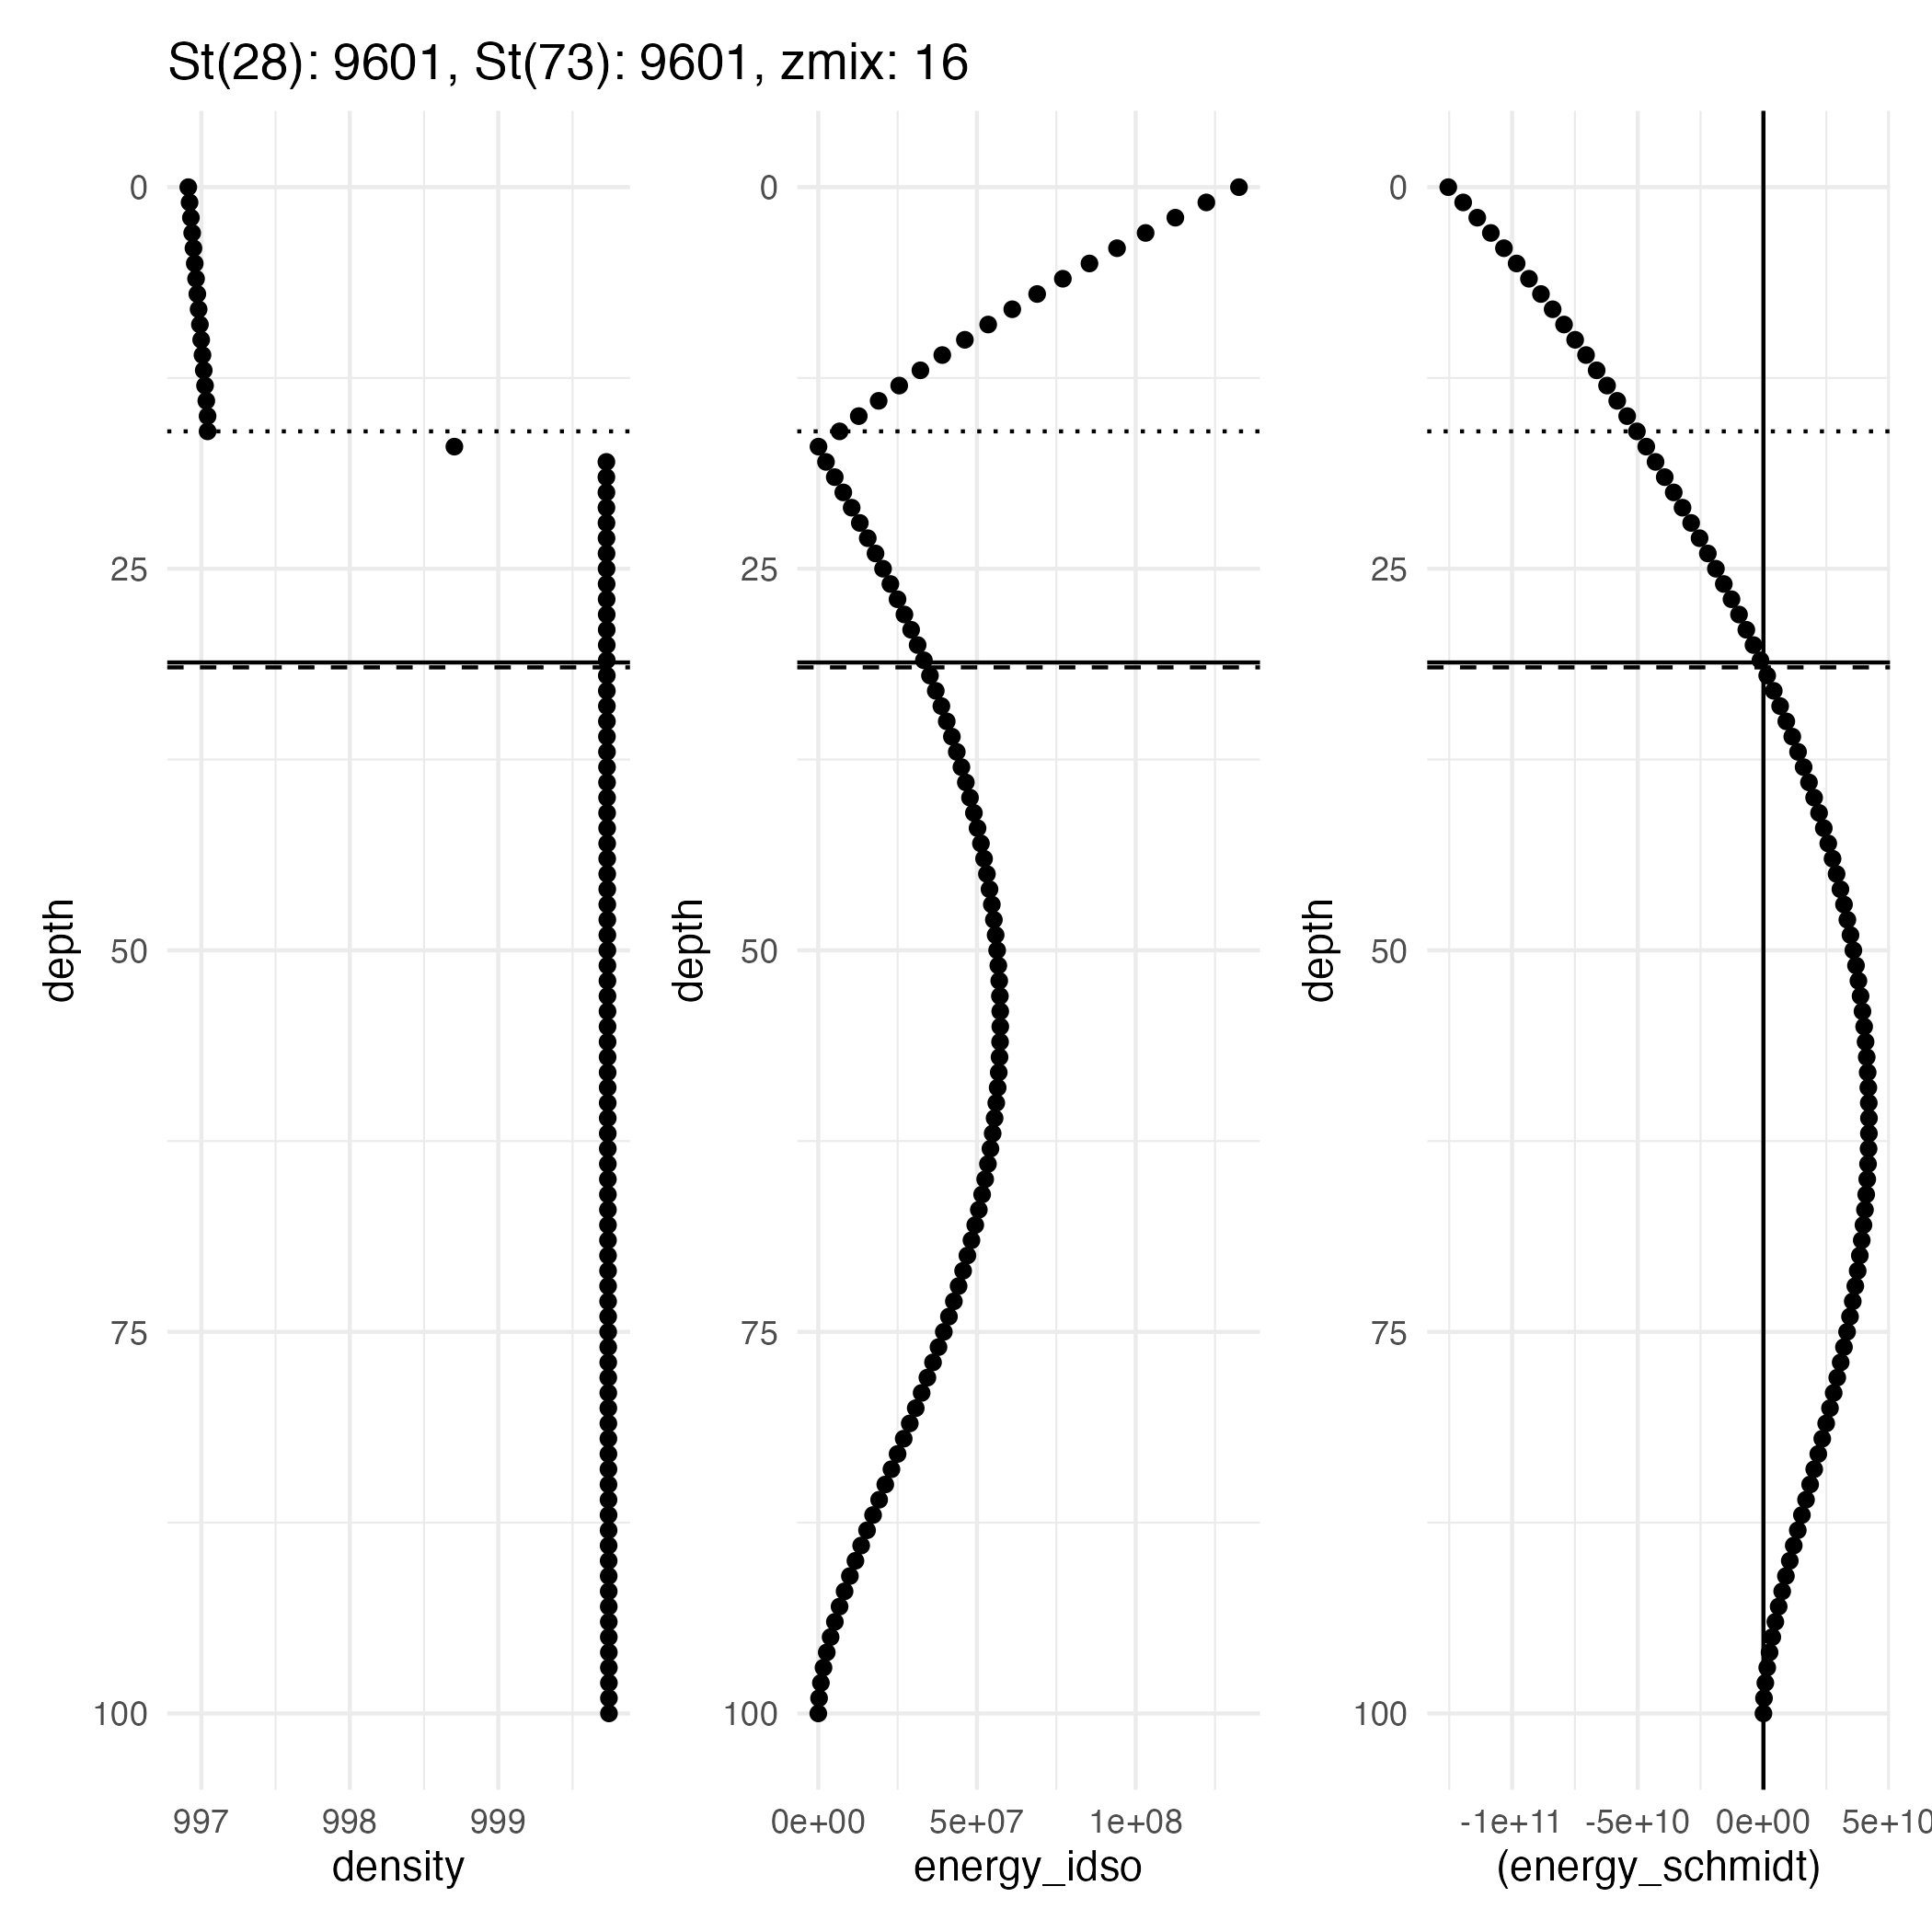 St(28): 9601, St(73): 9601, zmix: 16
0
25
50
75
100
depth
997 998 999
density
0
25
50
75
100
depth
0e+00 5e+07 1e+08
energy_idso
0
25
50
75
100
depth
-1e+11 -5e+10 0e+00 5e+10
(energy_schmidt)